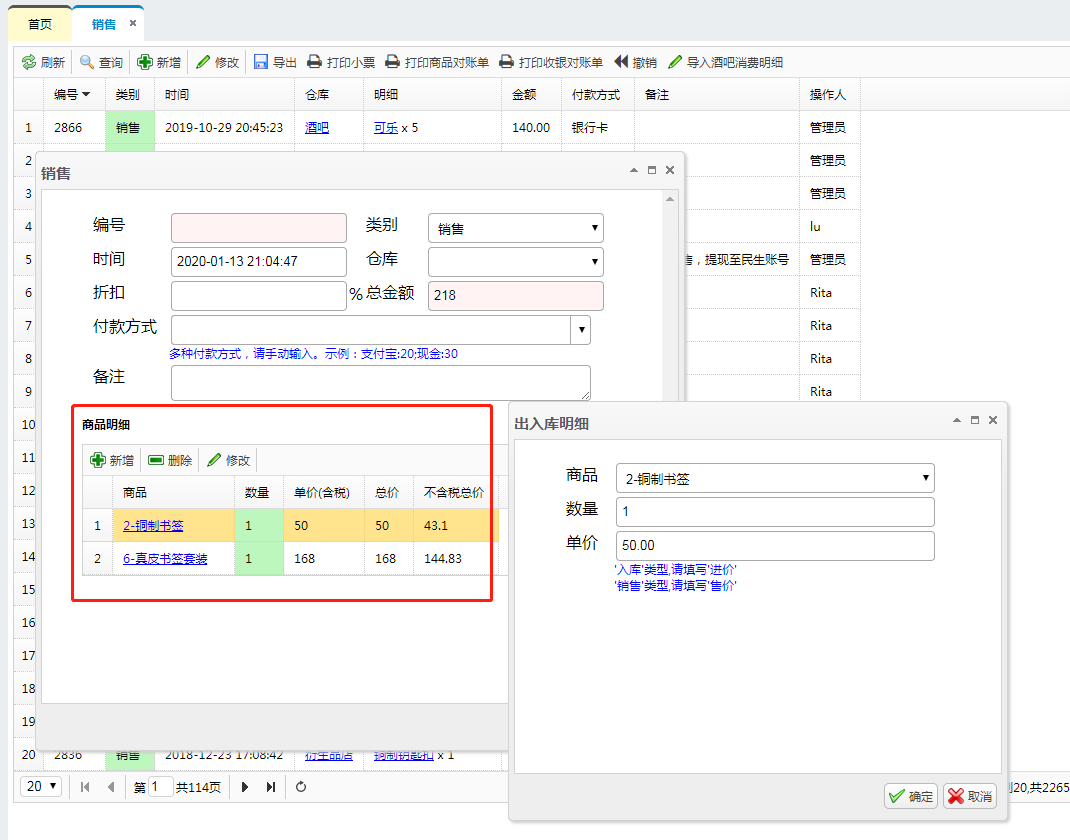 首页 销售
刷新 查询 新增 修改 导出 打印小票 打印商品对账单 打印收银对账单 撤销 导入酒吧消费明细
编号 类别 时间 仓库 明细 金额 付款方式 备注 操作人
1 2866 销售 2019-10-29 20:45:23 酒吧 可乐 x 5 140.00 银行卡 管理员
2 管理员
3 管理员
4 lu
5 ，提现至民生账号 管理员
6 Rita
7 Rita
8 Rita
9 Rita
10
11
12
13
14
15
16
17
18
19
20 2836 销售 2018-12-23 17:08:42 衍生品店 铜制钥匙扣 x 1
20 第 1 共114页 20,共2265
销售
编号 类别 销售
时间 2020-01-13 21:04:47 仓库
折扣 % 总金额 218
付款方式
多种付款方式，请手动输入。示例：支付宝:20;现金:30
备注
商品明细
新增 删除 修改
商品 数量 单价(含税) 总价 不含税总价
1 2-铜制书签 1 50 50 43.1
2 6-真皮书签套装 1 168 168 144.83
出入库明细
商品 2-铜制书签
数量 1
单价 50.00
'入库'类型,请填写'进价'
'销售'类型,请填写'售价'
确定 取消